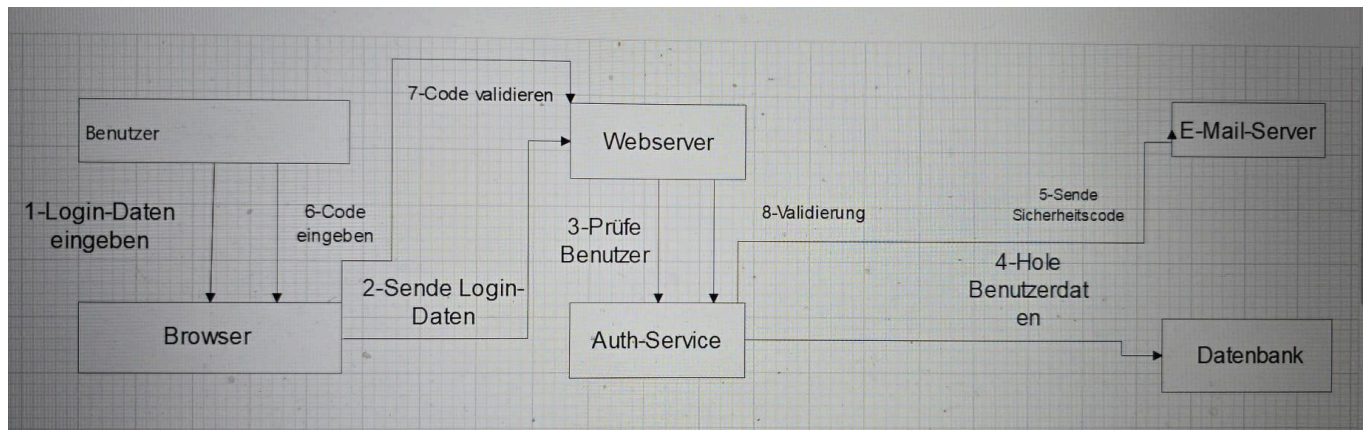 7-Code validieren
Benutzer
Webserver
E-Mail-Server
1-Login-Daten
eingeben
6-Code
eingeben
3-Prüfe
Benutzer
8-Validierung
5-Sende
Sicherheitscode
2-Sende Login-
Daten
4-Hole
Benutzerdat
en
Browser
Auth-Service
Datenbank